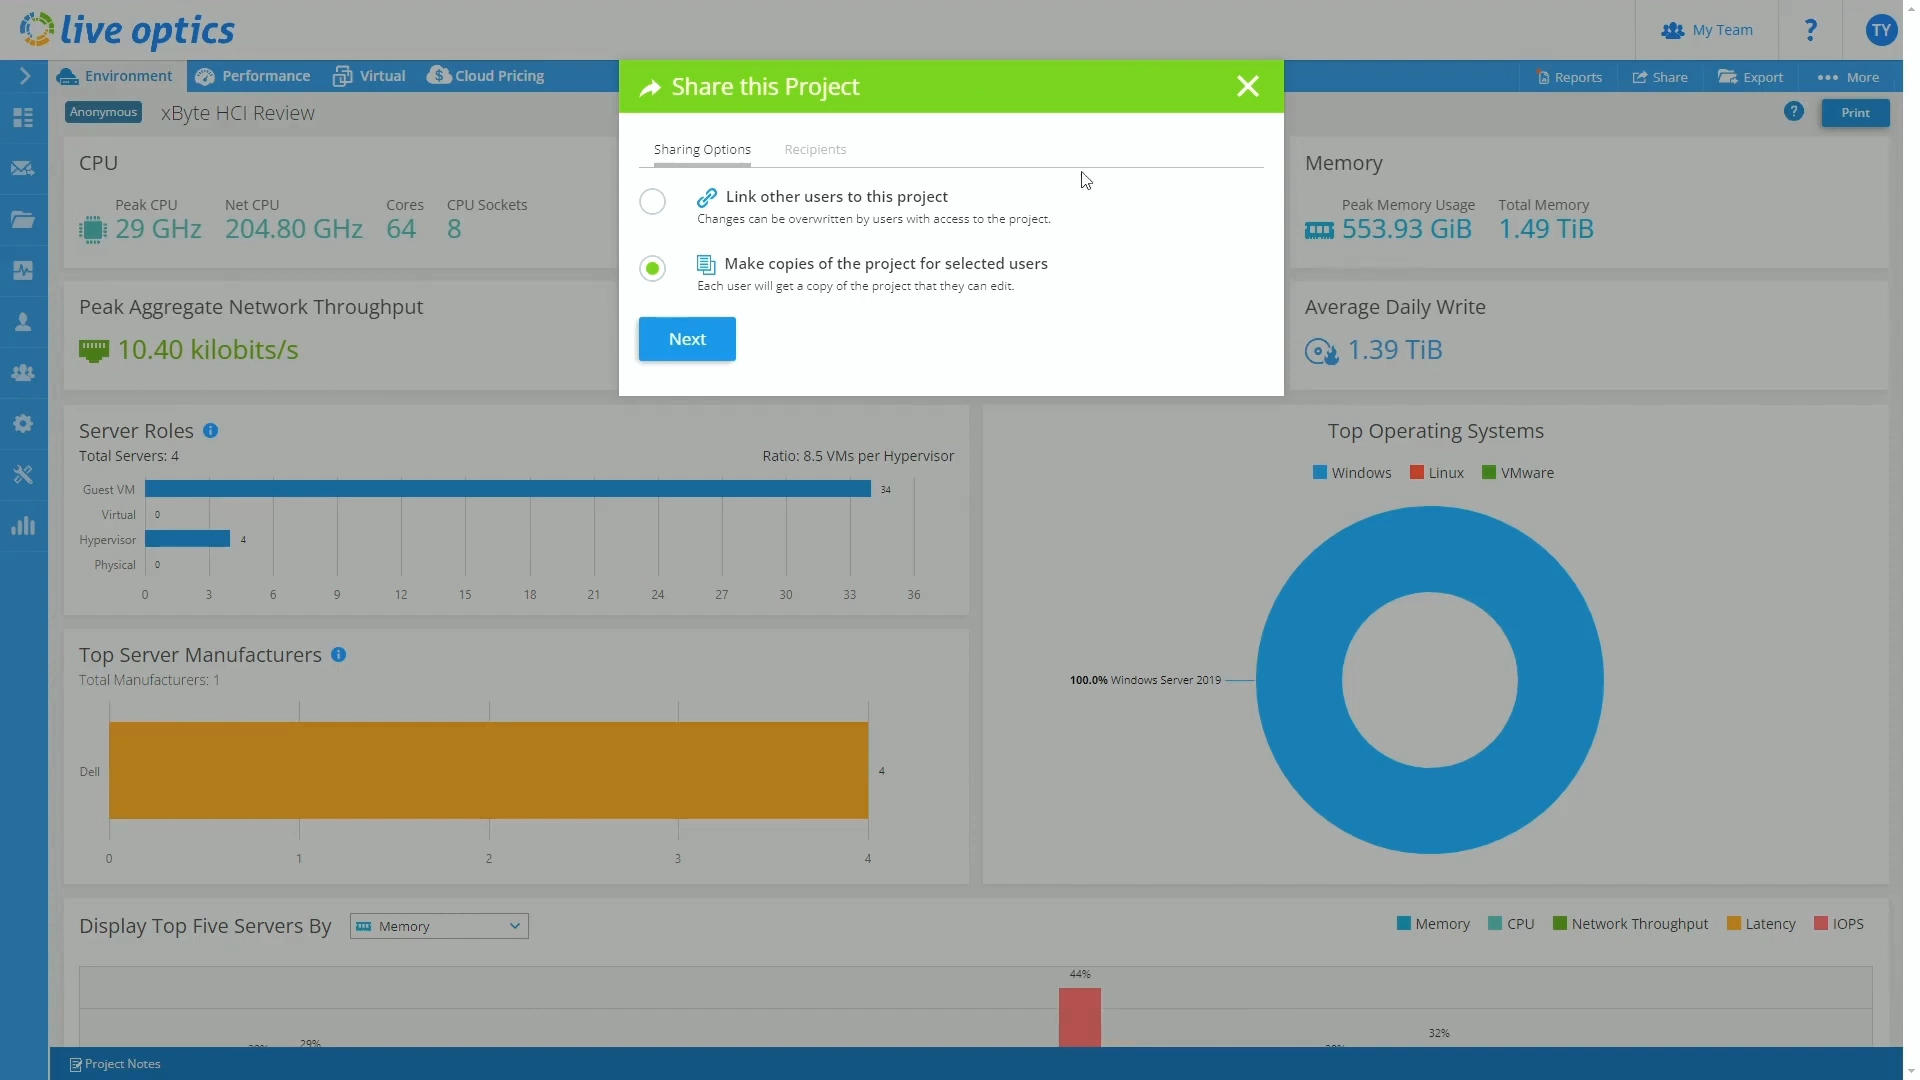 live optics
My Team
?
TY
Environment
Performance
Virtual
Cloud Pricing
Reports
Share
Export
More
Anonymous
xByte HCI Review
?
Print
Share this Project
Sharing Options
Recipients
Link other users to this project
Changes can be overwritten by users with access to the project.
Make copies of the project for selected users
Each user will get a copy of the project that they can edit.
Next
CPU
Peak CPU
Net CPU
Cores
CPU Sockets
29 GHz
204.80 GHz
64
8
Memory
Peak Memory Usage
Total Memory
553.93 GiB
1.49 TiB
Peak Aggregate Network Throughput
10.40 kilobits/s
Average Daily Write
1.39 TiB
Server Roles
Total Servers: 4
Ratio: 8.5 VMs per Hypervisor
Guest VM
34
Virtual
0
Hypervisor
4
Physical
0
0 3 6 9 12 15 18 21 24 27 30 33 36
Top Operating Systems
Windows
Linux
VMware
100.0% Windows Server 2019
Top Server Manufacturers
Total Manufacturers: 1
Dell
4
0 1 2 3 4
Display Top Five Servers By
Memory
Memory
CPU
Network Throughput
Latency
IOPS
44%
32%
29%
Project Notes